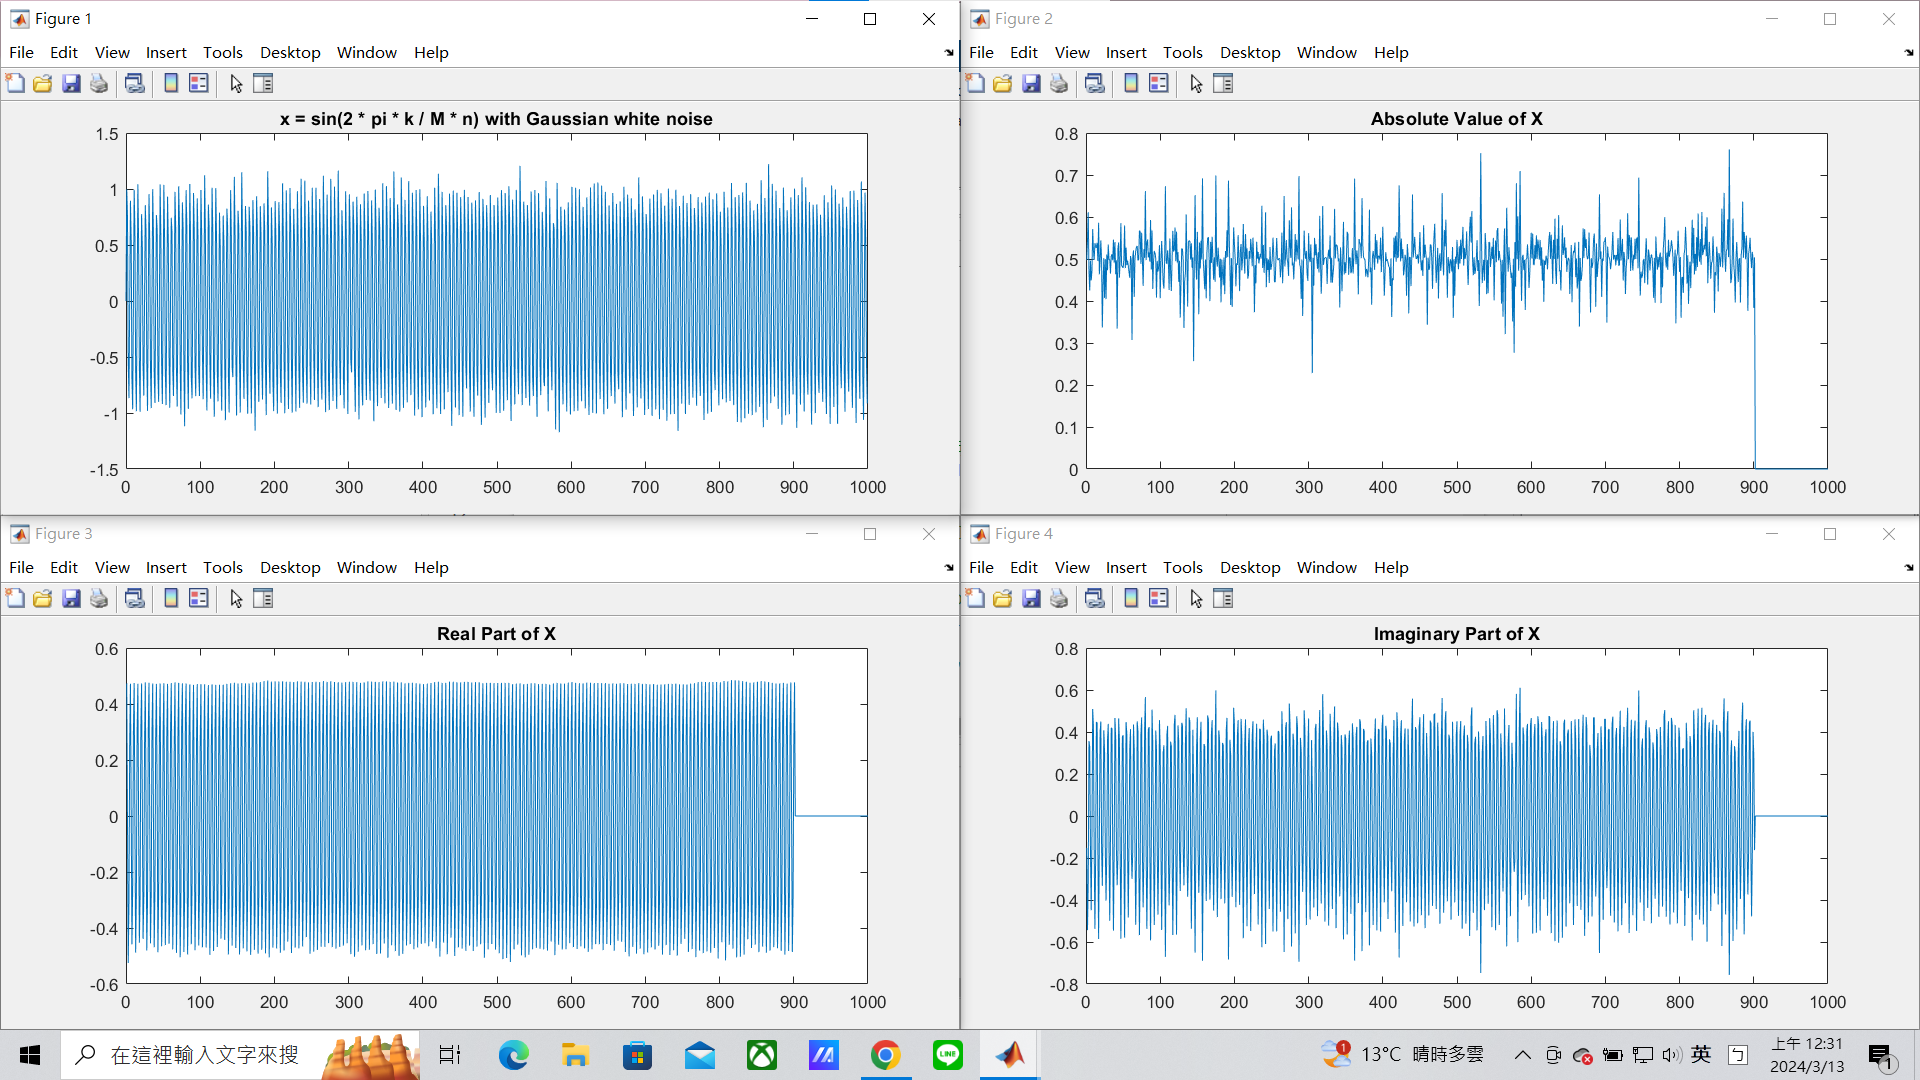 Figure 1
File Edit View Insert Tools Desktop Window Help
x = sin(2 * pi * k / M * n) with Gaussian white noise
1.5
1
0.5
0
-0.5
-1
-1.5
0 100 200 300 400 500 600 700 800 900 1000
Figure 2
File Edit View Insert Tools Desktop Window Help
Absolute Value of X
0.8
0.7
0.6
0.5
0.4
0.3
0.2
0.1
0
0 100 200 300 400 500 600 700 800 900 1000
Figure 3
File Edit View Insert Tools Desktop Window Help
Real Part of X
0.6
0.4
0.2
0
-0.2
-0.4
-0.6
0 100 200 300 400 500 600 700 800 900 1000
Figure 4
File Edit View Insert Tools Desktop Window Help
Imaginary Part of X
0.8
0.6
0.4
0.2
0
-0.2
-0.4
-0.6
-0.8
0 100 200 300 400 500 600 700 800 900 1000
在這裡輸入文字來搜
LINE
1
13°C 晴時多雲
英
ㄅ
上午 12:31
2024/3/13
1